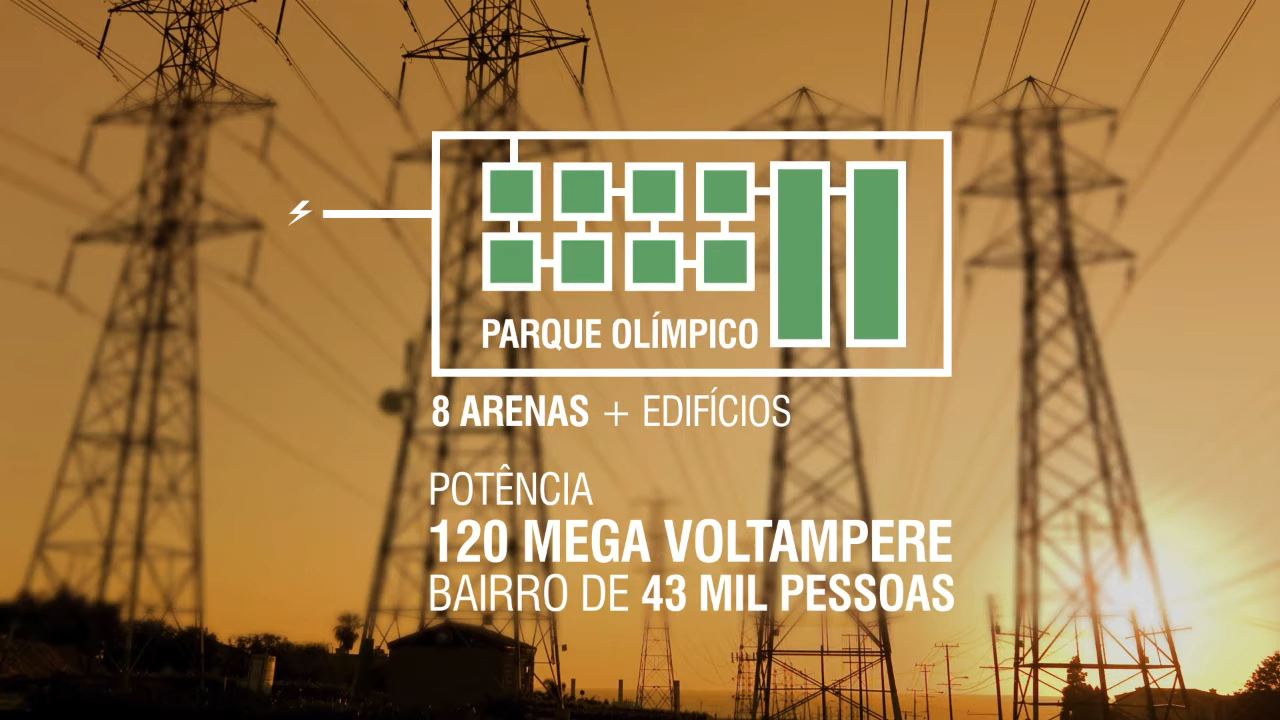 PARQUE OLÍMPICO
8 ARENAS + EDIFÍCIOS
POTÊNCIA
120 MEGA VOLTAMPERE
BAIRRO DE 43 MIL PESSOAS